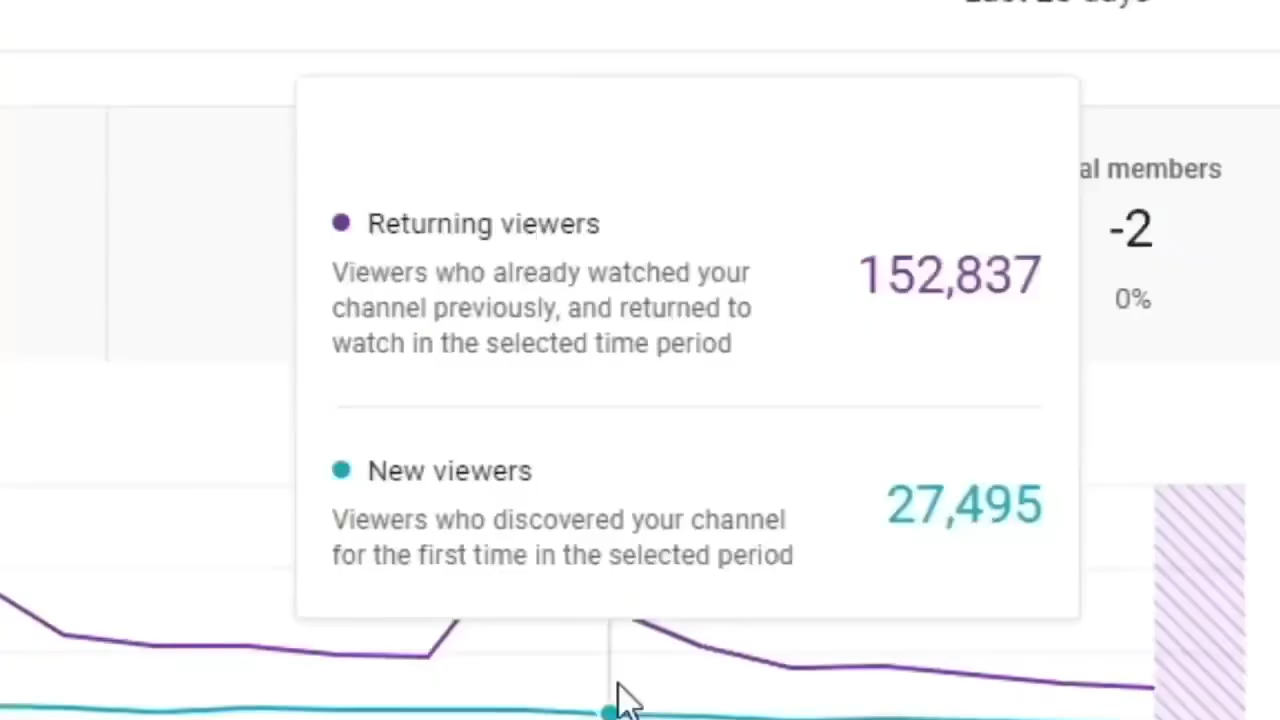 al members
-2
0%
Returning viewers
Viewers who already watched your
channel previously, and returned to
watch in the selected time period
152,837
New viewers
Viewers who discovered your channel
for the first time in the selected period
27,495